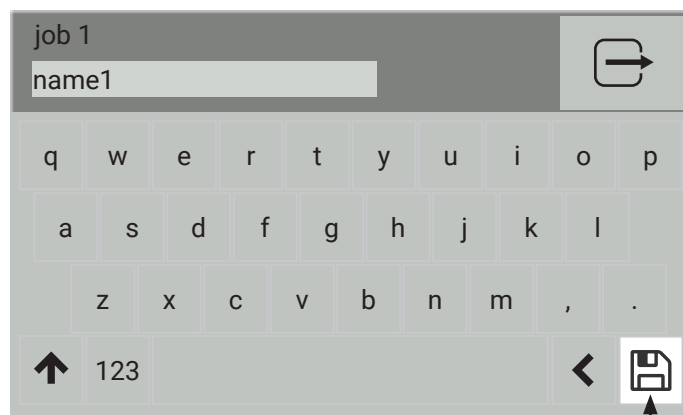 job 1
name1
q w e r t y u i o p
a s d f g h j k l
z x c v b n m , .
123